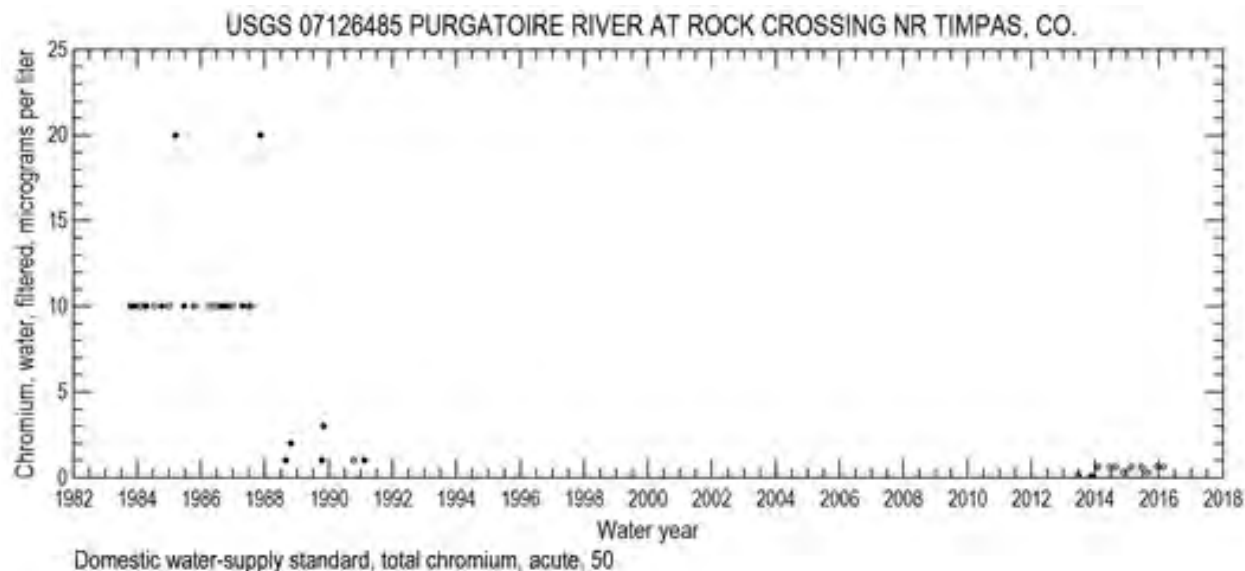 USGS 07126485 PURGATOIRE RIVER AT ROCK CROSSING NR TIMPAS, CO.
Chromium, water, filtered, micrograms per liter
25
20
15
10
5
0
1982 1984 1986 1988 1990 1992 1994 1996 1998 2000 2002 2004 2006 2008 2010 2012 2014 2016 2018
Water year
Domestic water-supply standard, total chromium, acute, 50